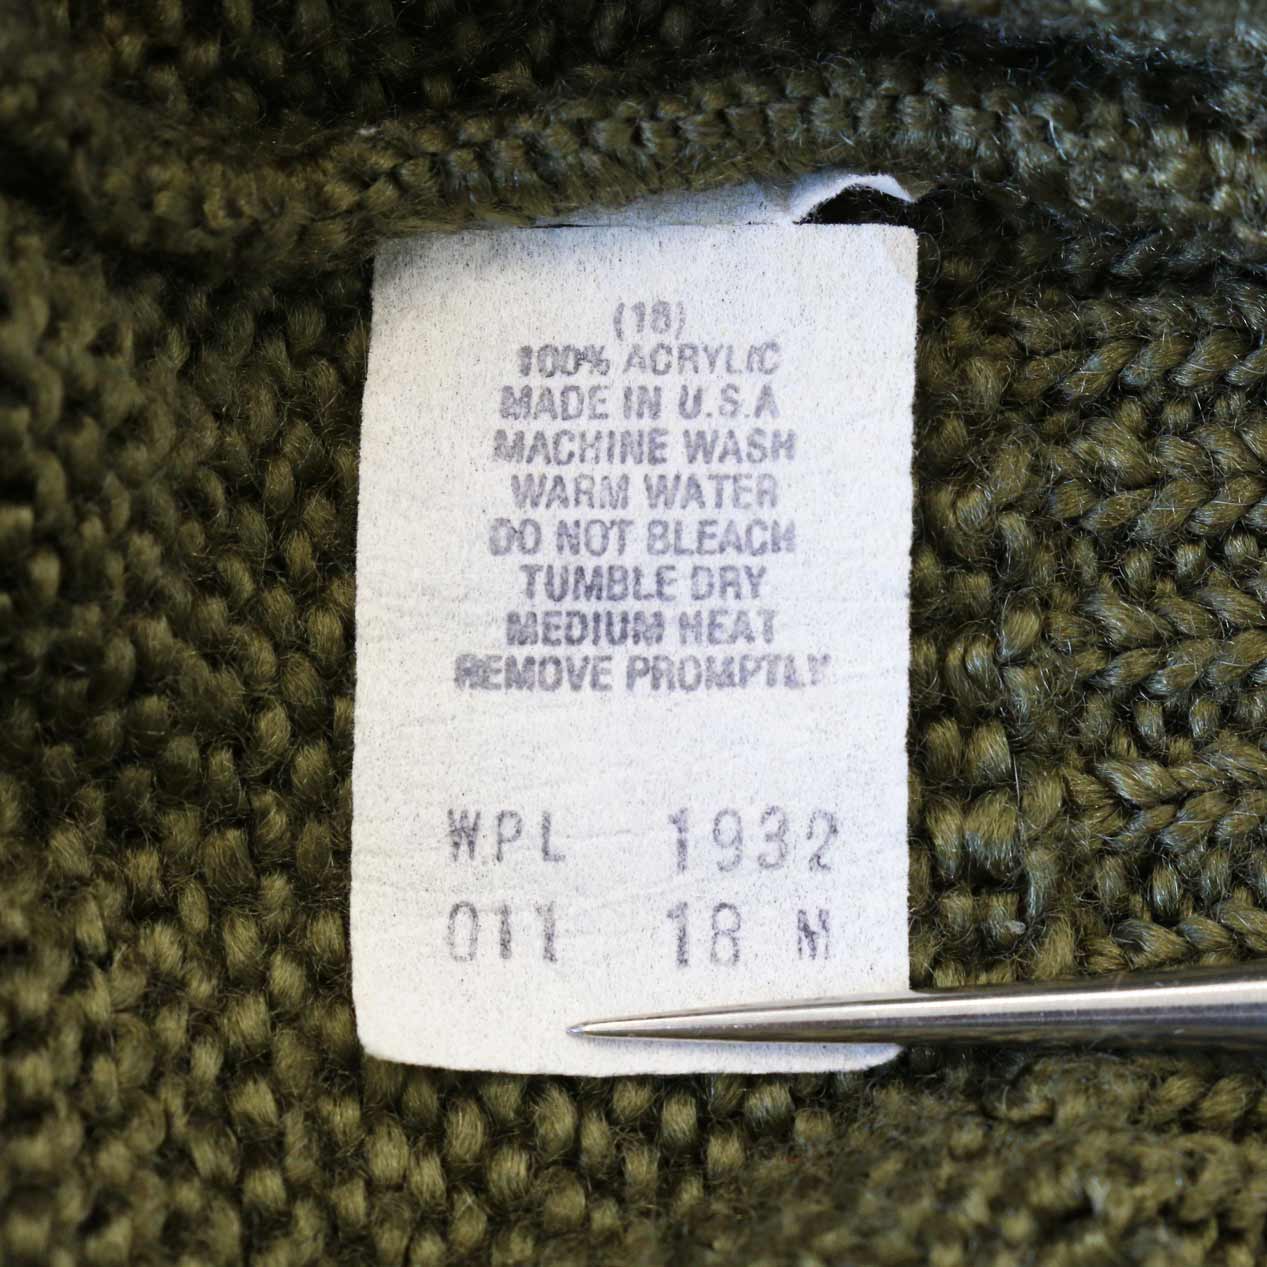 (18)
100% ACRYLIC
MADE IN U.S.A
MACHINE WASH
WARM WATER
DO NOT BLEACH
TUMBLE DRY
MEDIUM HEAT
REMOVE PROMPTLY
WPL 1932
011 18 M